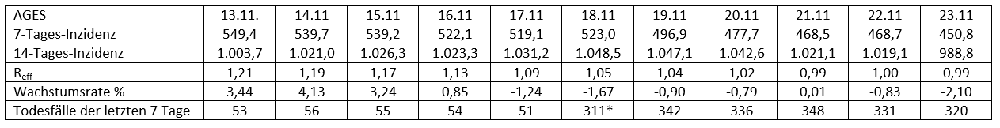 AGES 13.11. 14.11 15.11 16.11 17.11 18.11 19.11 20.11 21.11 22.11 23.11
7-Tages-Inzidenz 549,4 539,7 539,2 522,1 519,1 523,0 496,9 477,7 468,5 468,7 450,8
14-Tages-Inzidenz 1.003,7 1.021,0 1.026,3 1.023,3 1.031,2 1.048,5 1.047,1 1.042,6 1.021,1 1.019,1 988,8
Reff 1,21 1,19 1,17 1,13 1,09 1,05 1,04 1,02 0,99 1,00 0,99
Wachstumsrate % 3,44 4,13 3,24 0,85 -1,24 -1,67 -0,90 -0,79 0,01 -0,83 -2,10
Todesfälle der letzten 7 Tage 53 56 55 54 51 311* 342 336 348 331 320